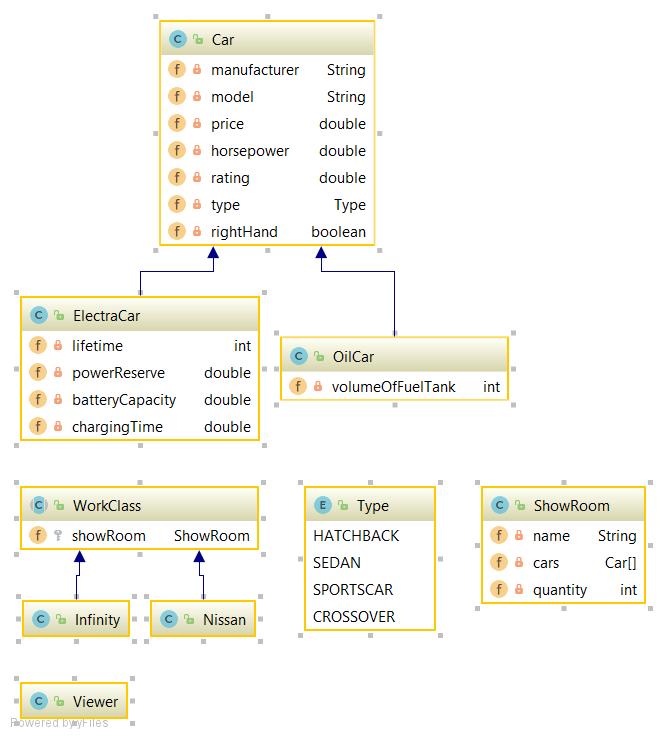 C Car
f manufacturer String
f model String
f price double
f horsepower double
f rating double
f type Type
f rightHand boolean
C ElectraCar
f lifetime int
f powerReserve double
f batteryCapacity double
f chargingTime double
C OilCar
f volumeOfFuelTank int
C WorkClass
f showRoom ShowRoom
C Infinity
C Nissan
E Type
HATCHBACK
SEDAN
SPORTSCAR
CROSSOVER
C ShowRoom
f name String
f cars Car[]
f quantity int
C Viewer
Powered by yFiles